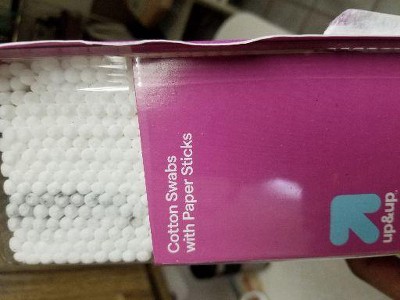 Cotton Swabs
with Paper Sticks
up&up